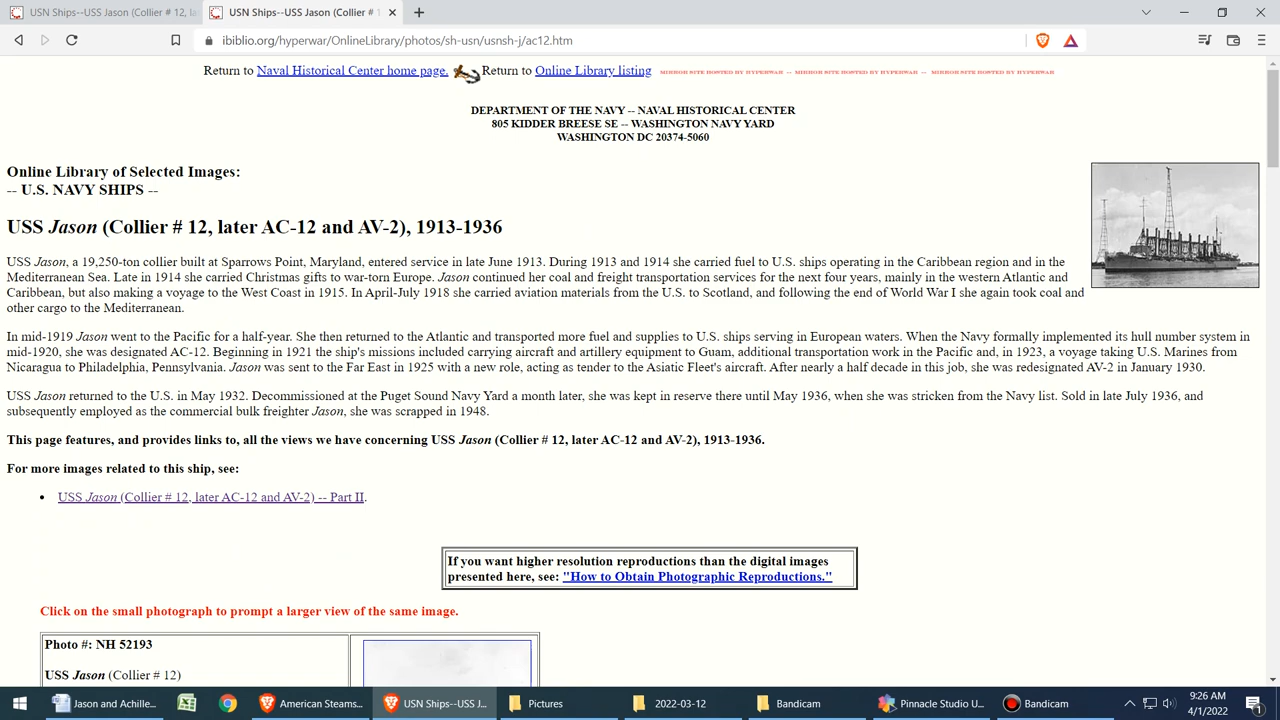 USN Ships--USS Jason (Collier # 12, la
USN Ships--USS Jason (Collier # 1
ibiblio.org/hyperwar/OnlineLibrary/photos/sh-usn/usnsh-j/ac12.htm
Return to Naval Historical Center home page. Return to Online Library listing MIRROR SITE HOSTED BY HYPERWAR -- MIRROR SITE HOSTED BY HYPERWAR -- MIRROR SITE HOSTED BY HYPERWAR
DEPARTMENT OF THE NAVY -- NAVAL HISTORICAL CENTER
805 KIDDER BREESE SE -- WASHINGTON NAVY YARD
WASHINGTON DC 20374-5060
Online Library of Selected Images:
-- U.S. NAVY SHIPS --
USS Jason (Collier # 12, later AC-12 and AV-2), 1913-1936
USS Jason, a 19,250-ton collier built at Sparrows Point, Maryland, entered service in late June 1913. During 1913 and 1914 she carried fuel to U.S. ships operating in the Caribbean region and in the
Mediterranean Sea. Late in 1914 she carried Christmas gifts to war-torn Europe. Jason continued her coal and freight transportation services for the next four years, mainly in the western Atlantic and
Caribbean, but also making a voyage to the West Coast in 1915. In April-July 1918 she carried aviation materials from the U.S. to Scotland, and following the end of World War I she again took coal and
other cargo to the Mediterranean.
In mid-1919 Jason went to the Pacific for a half-year. She then returned to the Atlantic and transported more fuel and supplies to U.S. ships serving in European waters. When the Navy formally implemented its hull number system in
mid-1920, she was designated AC-12. Beginning in 1921 the ship's missions included carrying aircraft and artillery equipment to Guam, additional transportation work in the Pacific and, in 1923, a voyage taking U.S. Marines from
Nicaragua to Philadelphia, Pennsylvania. Jason was sent to the Far East in 1925 with a new role, acting as tender to the Asiatic Fleet's aircraft. After nearly a half decade in this job, she was redesignated AV-2 in January 1930.
USS Jason returned to the U.S. in May 1932. Decommissioned at the Puget Sound Navy Yard a month later, she was kept in reserve there until May 1936, when she was stricken from the Navy list. Sold in late July 1936, and
subsequently employed as the commercial bulk freighter Jason, she was scrapped in 1948.
This page features, and provides links to, all the views we have concerning USS Jason (Collier # 12, later AC-12 and AV-2), 1913-1936.
For more images related to this ship, see:
• USS Jason (Collier # 12, later AC-12 and AV-2) -- Part II.
If you want higher resolution reproductions than the digital images
presented here, see: "How to Obtain Photographic Reproductions."
Click on the small photograph to prompt a larger view of the same image.
Photo #: NH 52193
USS Jason (Collier # 12)
Jason and Achille... American Steams... USN Ships--USS J... Pictures 2022-03-12 Bandicam Pinnacle Studio U... Bandicam 9:26 AM
4/1/2022 1